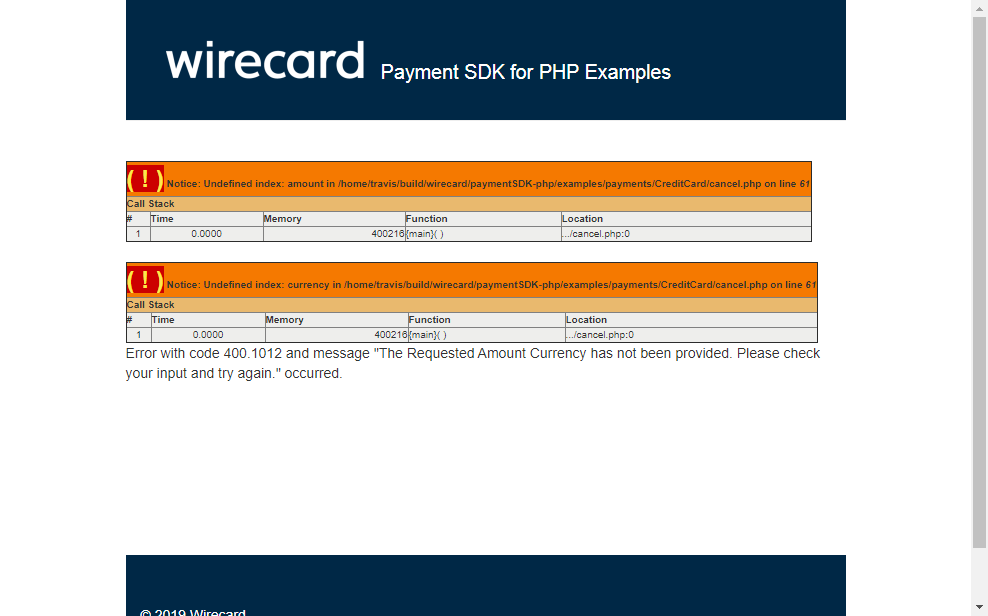 wirecard Payment SDK for PHP Examples
( ! ) Notice: Undefined index: amount in /home/travis/build/wirecard/paymentSDK-php/examples/payments/CreditCard/cancel.php on line 61
Call Stack
# Time Memory Function Location
1 0.0000 400216 {main}( ) .../cancel.php:0
( ! ) Notice: Undefined index: currency in /home/travis/build/wirecard/paymentSDK-php/examples/payments/CreditCard/cancel.php on line 61
Call Stack
# Time Memory Function Location
1 0.0000 400216 {main}( ) .../cancel.php:0
Error with code 400.1012 and message "The Requested Amount Currency has not been provided. Please check
your input and try again." occurred.
© 2019 Wirecard